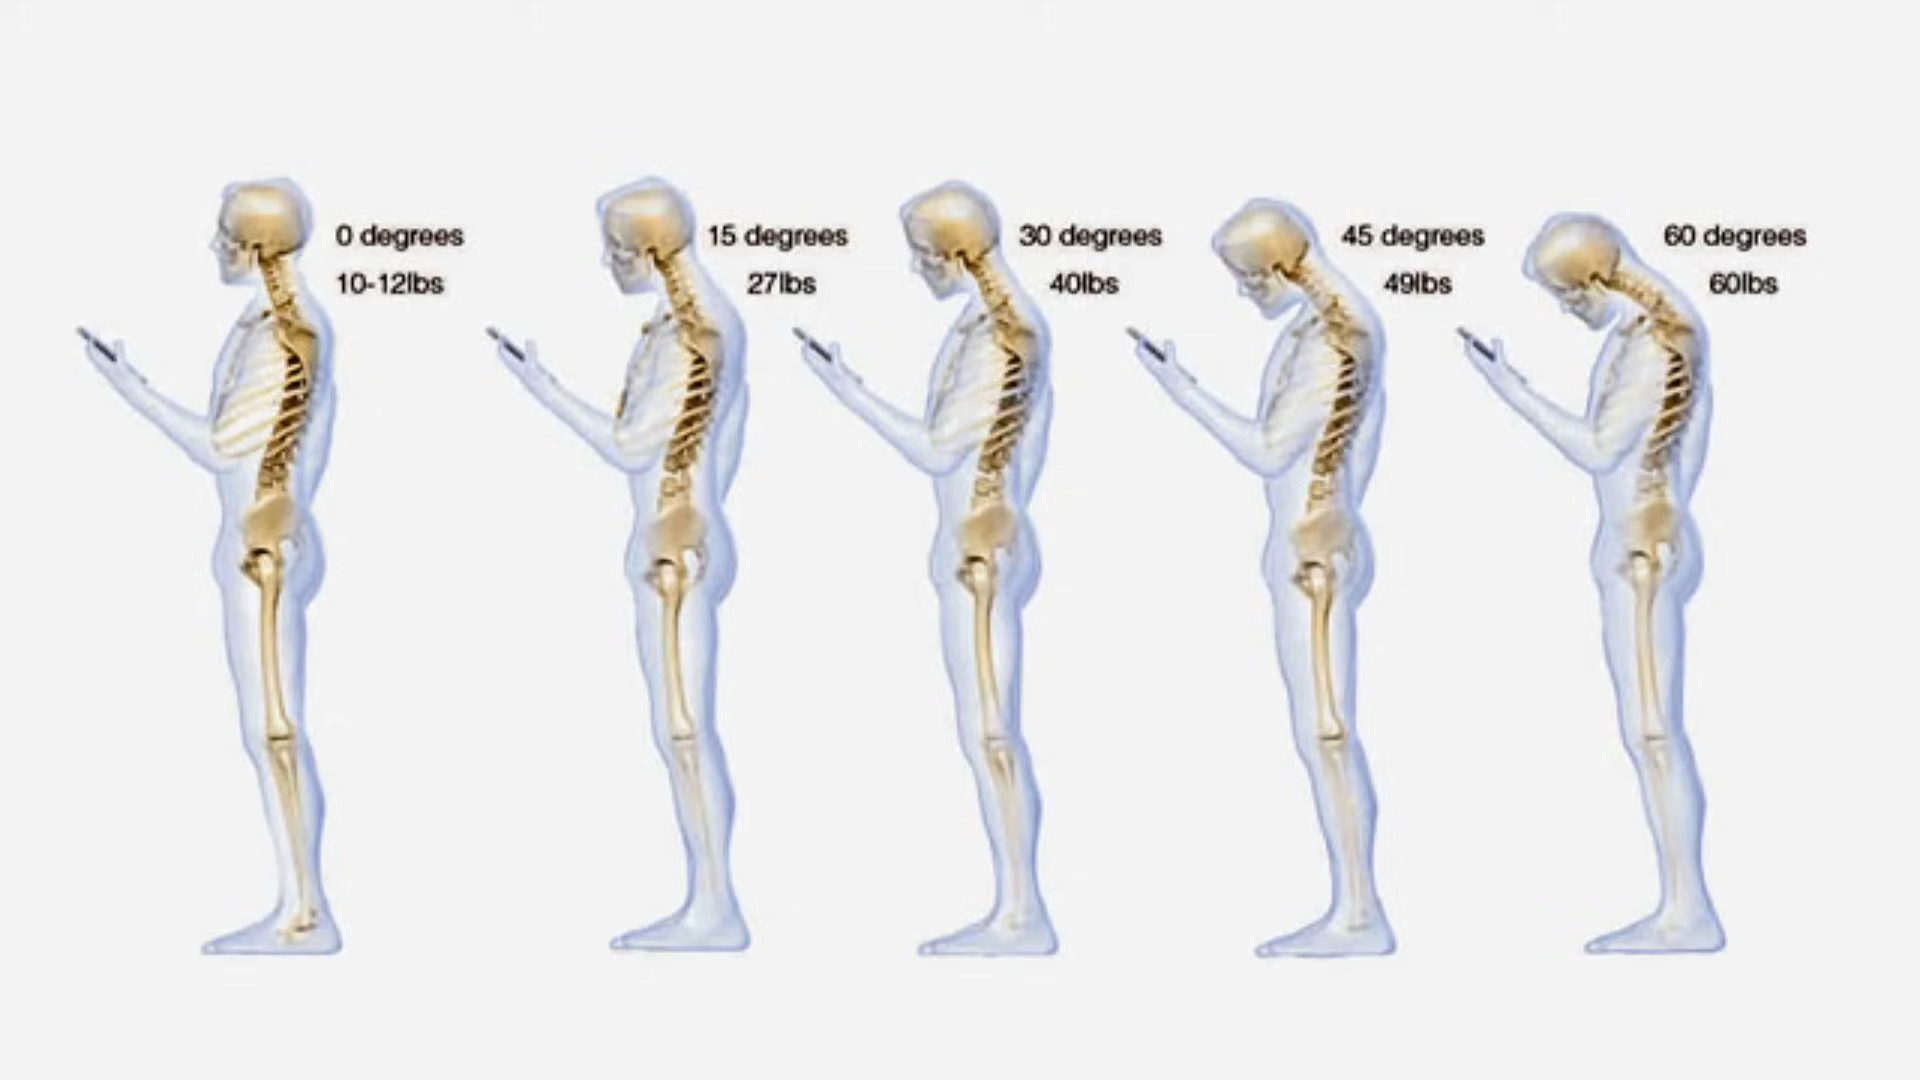 0 degrees
10-12lbs
15 degrees
27lbs
30 degrees
40lbs
45 degrees
49lbs
60 degrees
60lbs